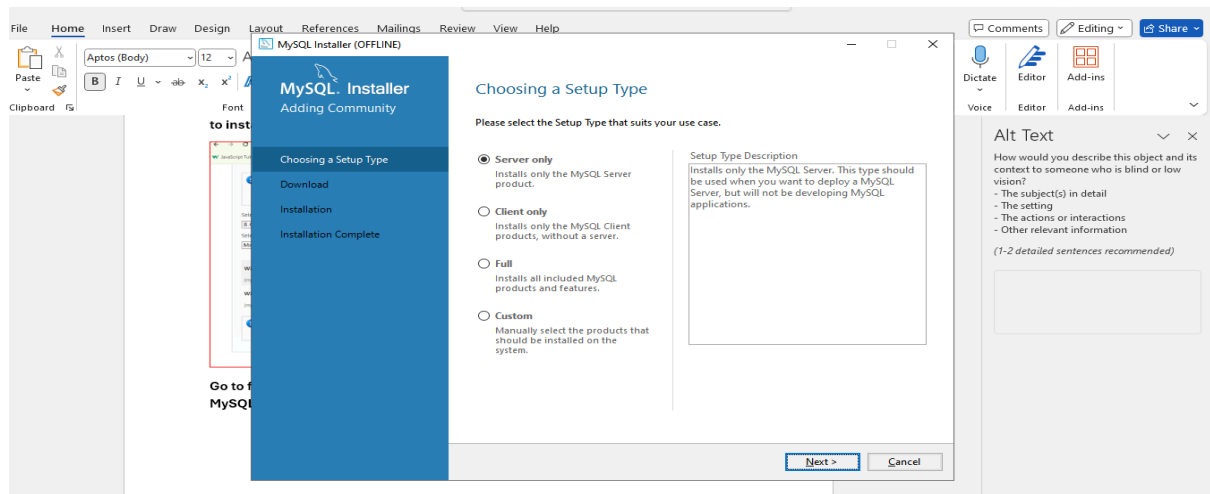 File Home Insert Draw Design Layout References Mailings Review View Help
Comments Editing Share
MySQL Installer (OFFLINE)
Aptos (Body) 12 A
Paste
B I U ab x₂ x²
Clipboard Font
Dictate Editor Add-ins
Voice Editor Add-ins
to inst
MySQL. Installer
Adding Community
Choosing a Setup Type
Download
Installation
Installation Complete
Choosing a Setup Type
Please select the Setup Type that suits your use case.
Server only
Installs only the MySQL Server
product.
Client only
Installs only the MySQL Client
products, without a server.
Full
Installs all included MySQL
products and features.
Custom
Manually select the products that
should be installed on the
system.
Setup Type Description
Installs only the MySQL Server. This type should
be used when you want to deploy a MySQL
Server, but will not be developing MySQL
applications.
Next > Cancel
Go to f
MySQL
Alt Text
How would you describe this object and its
context to someone who is blind or low
vision?
- The subject(s) in detail
- The setting
- The actions or interactions
- Other relevant information
(1-2 detailed sentences recommended)